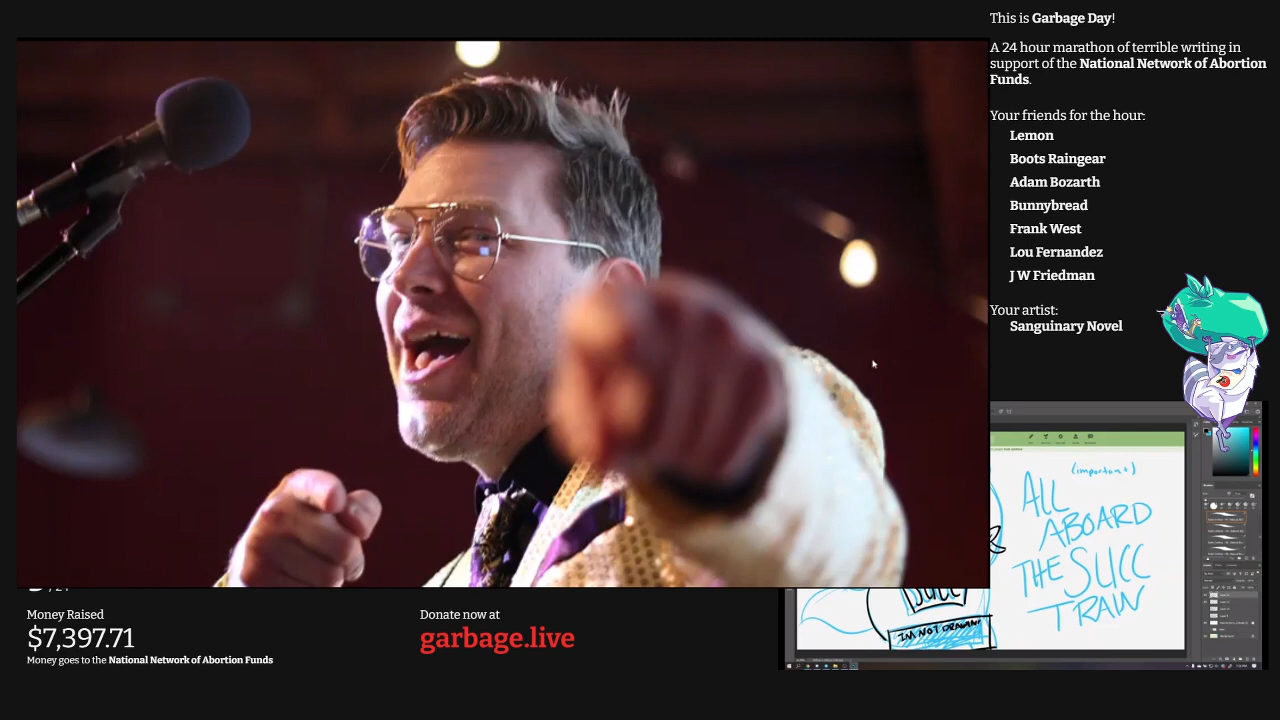 This is Garbage Day!
A 24 hour marathon of terrible writing in
support of the National Network of Abortion
Funds.
Your friends for the hour:
Lemon
Boots Raingear
Adam Bozarth
Bunnybread
Frank West
Lou Fernandez
J W Friedman
Your artist:
Sanguinary Novel
(important)
ALL
ABOARD
THE SUCC
TRAIN
I'M NOT DRAWING
Money Raised
$7,397.71
Money goes to the National Network of Abortion Funds
Donate now at
garbage.live